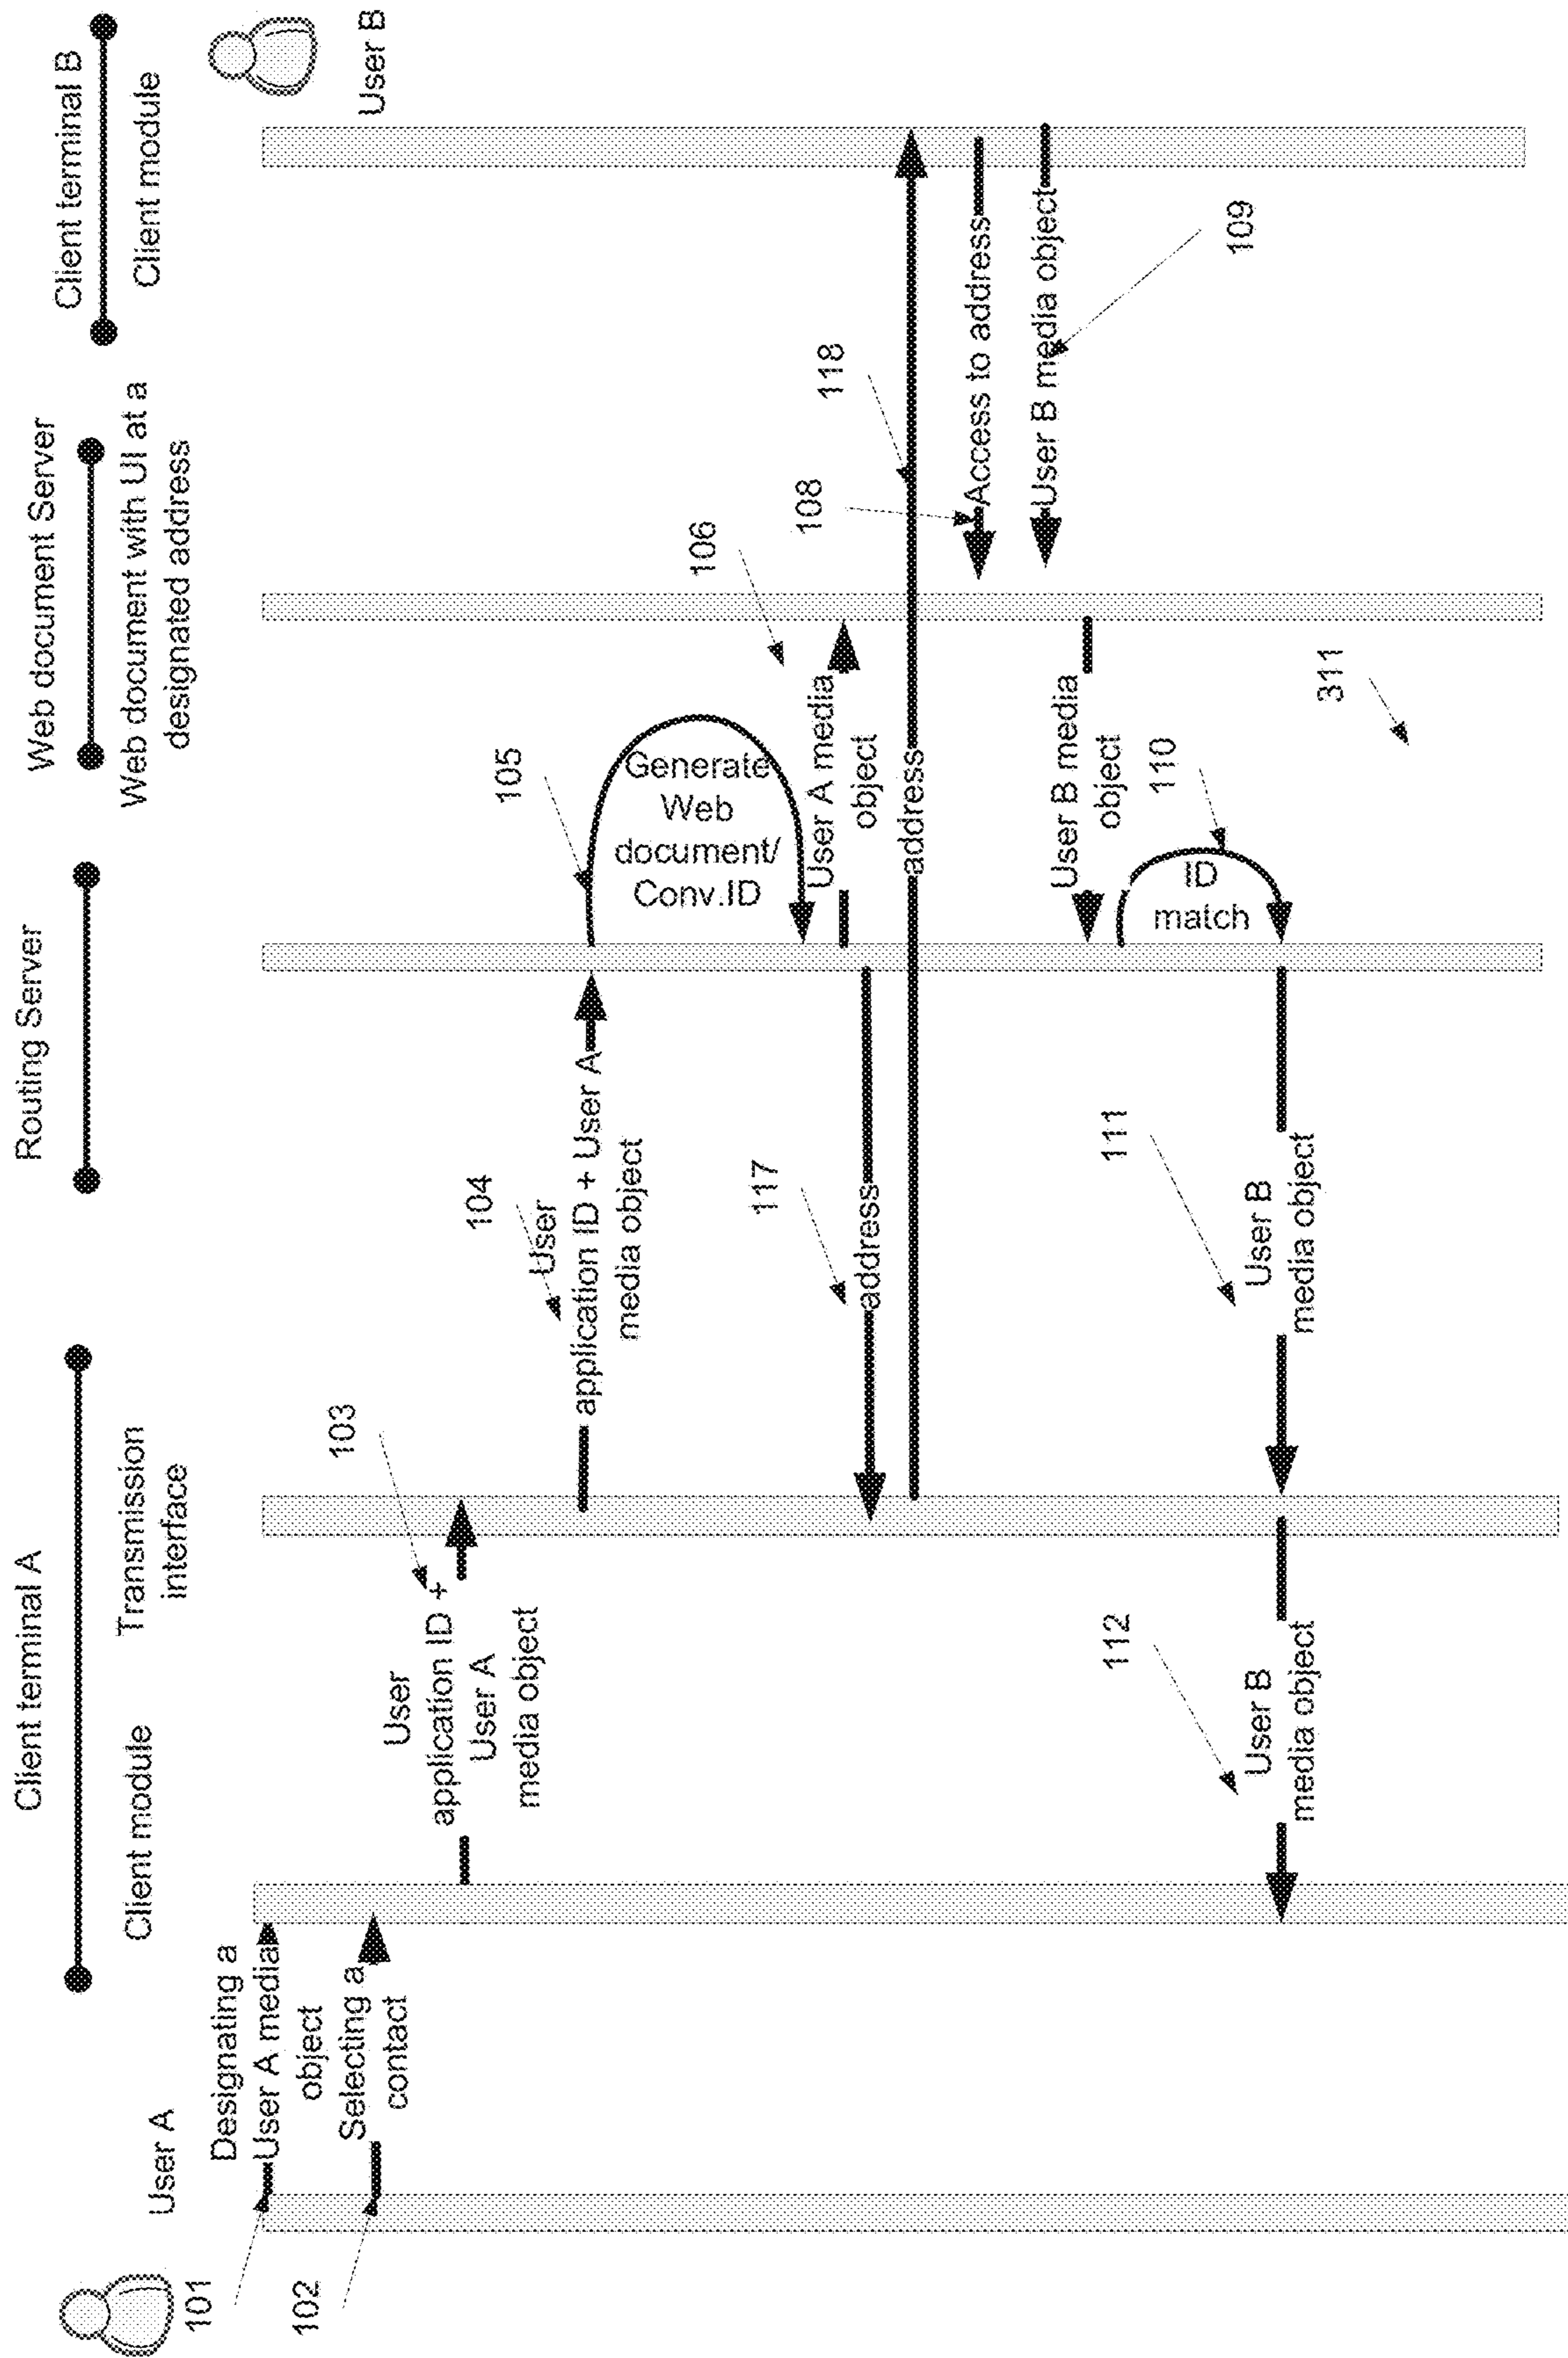 Client terminal A
Routing Server
Web document Server
Client terminal B
User A
Client module
Transmission
interface
Web document with UI at a
designated address
Client module
User B
101
Designating a
User A media
object
102
Selecting a
contact
103
User
application ID +
User A
media object
104
User
application ID + User A
media object
105
Generate
Web
document/
Conv.ID
106
User A media
object
117
address
118
address
108
Access to address
109
User B media object
User B media
object
110
ID
match
111
User B
media object
112
User B
media object
311